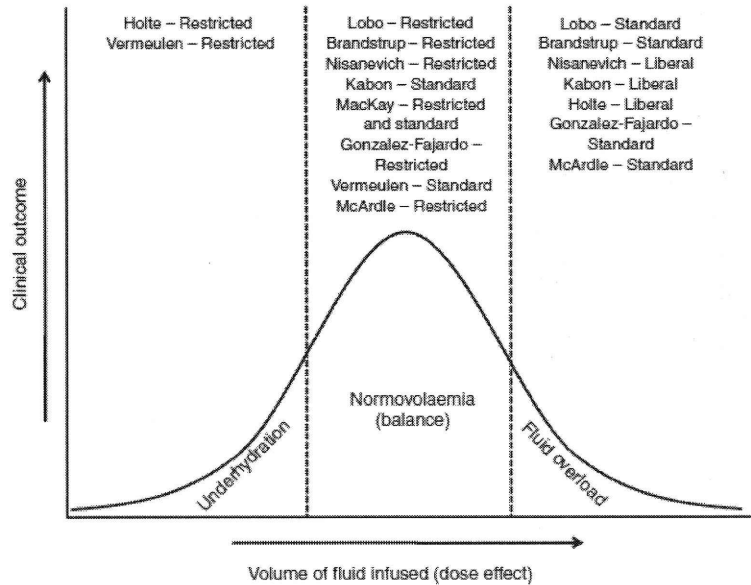 Holte – Restricted
Vermeulen – Restricted
Lobo – Restricted
Brandstrup – Restricted
Nisanevich – Restricted
Kabon – Standard
MacKay – Restricted
and standard
Gonzalez-Fajardo –
Restricted
Vermeulen – Standard
McArdle – Restricted
Lobo – Standard
Brandstrup – Standard
Nisanevich – Liberal
Kabon – Liberal
Holte – Liberal
Gonzalez-Fajardo –
Standard
McArdle – Standard
Clinical outcome
Underhydration
Normovolaemia
(balance)
Fluid overload
Volume of fluid infused (dose effect)